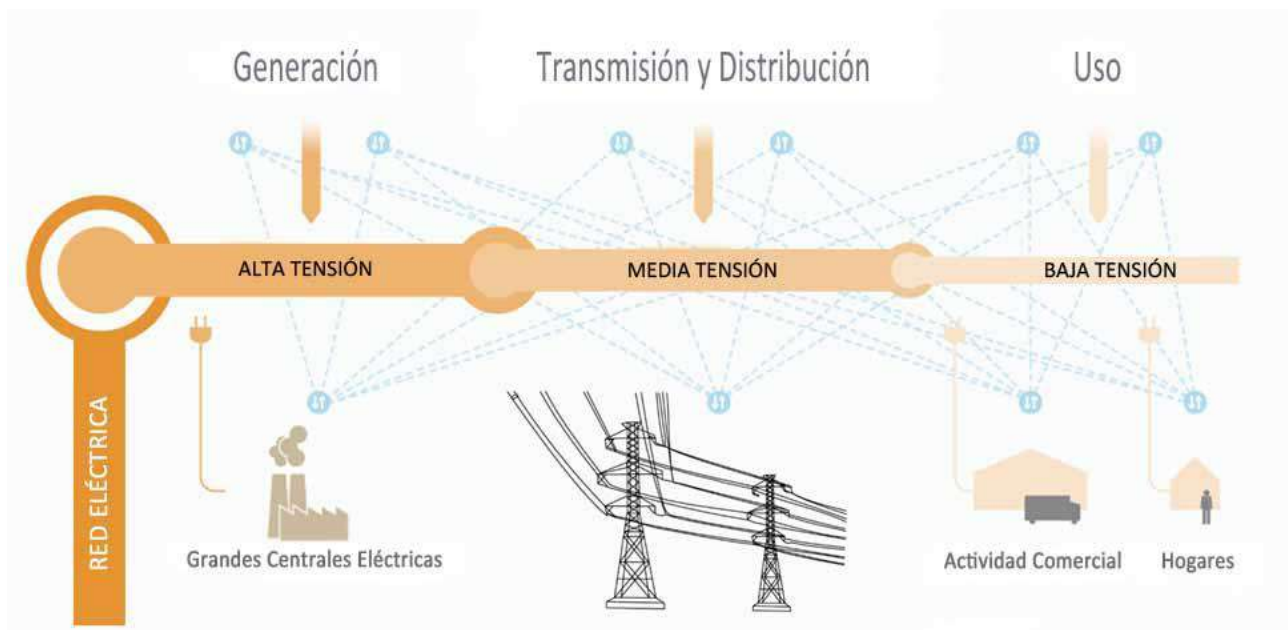 Generación
Transmisión y Distribución
Uso
ALTA TENSIÓN
MEDIA TENSIÓN
BAJA TENSIÓN
RED ELÉCTRICA
Grandes Centrales Eléctricas
Actividad Comercial
Hogares